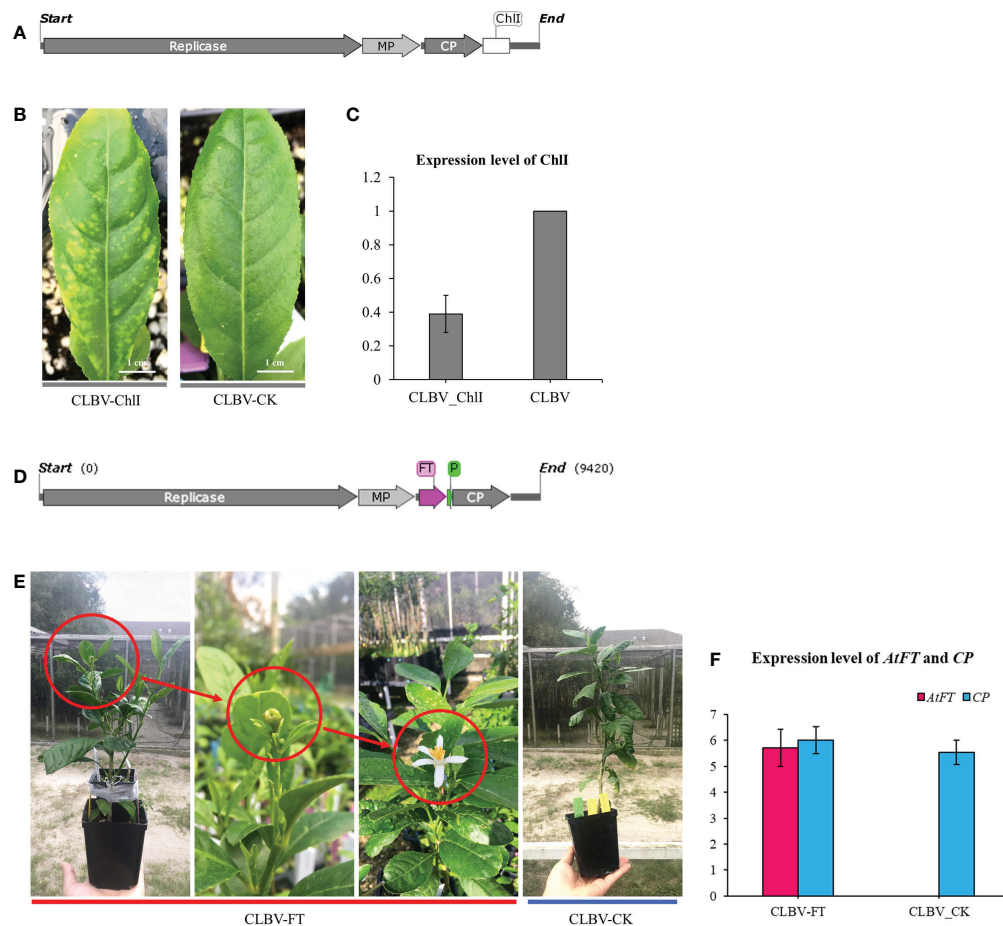 A
Start
ChlI
End
Replicase
MP
CP
B
1 cm
1 cm
CLBV-ChlI
CLBV-CK
C
Expression level of ChlI
1.2
1
0.8
0.6
0.4
0.2
0
CLBV_ChlI
CLBV
D
Start (0)
FT
P
End (9420)
Replicase
MP
CP
E
CLBV-FT
CLBV-CK
F
Expression level of AtFT and CP
AtFT
CP
7
6
5
4
3
2
1
0
CLBV-FT
CLBV_CK